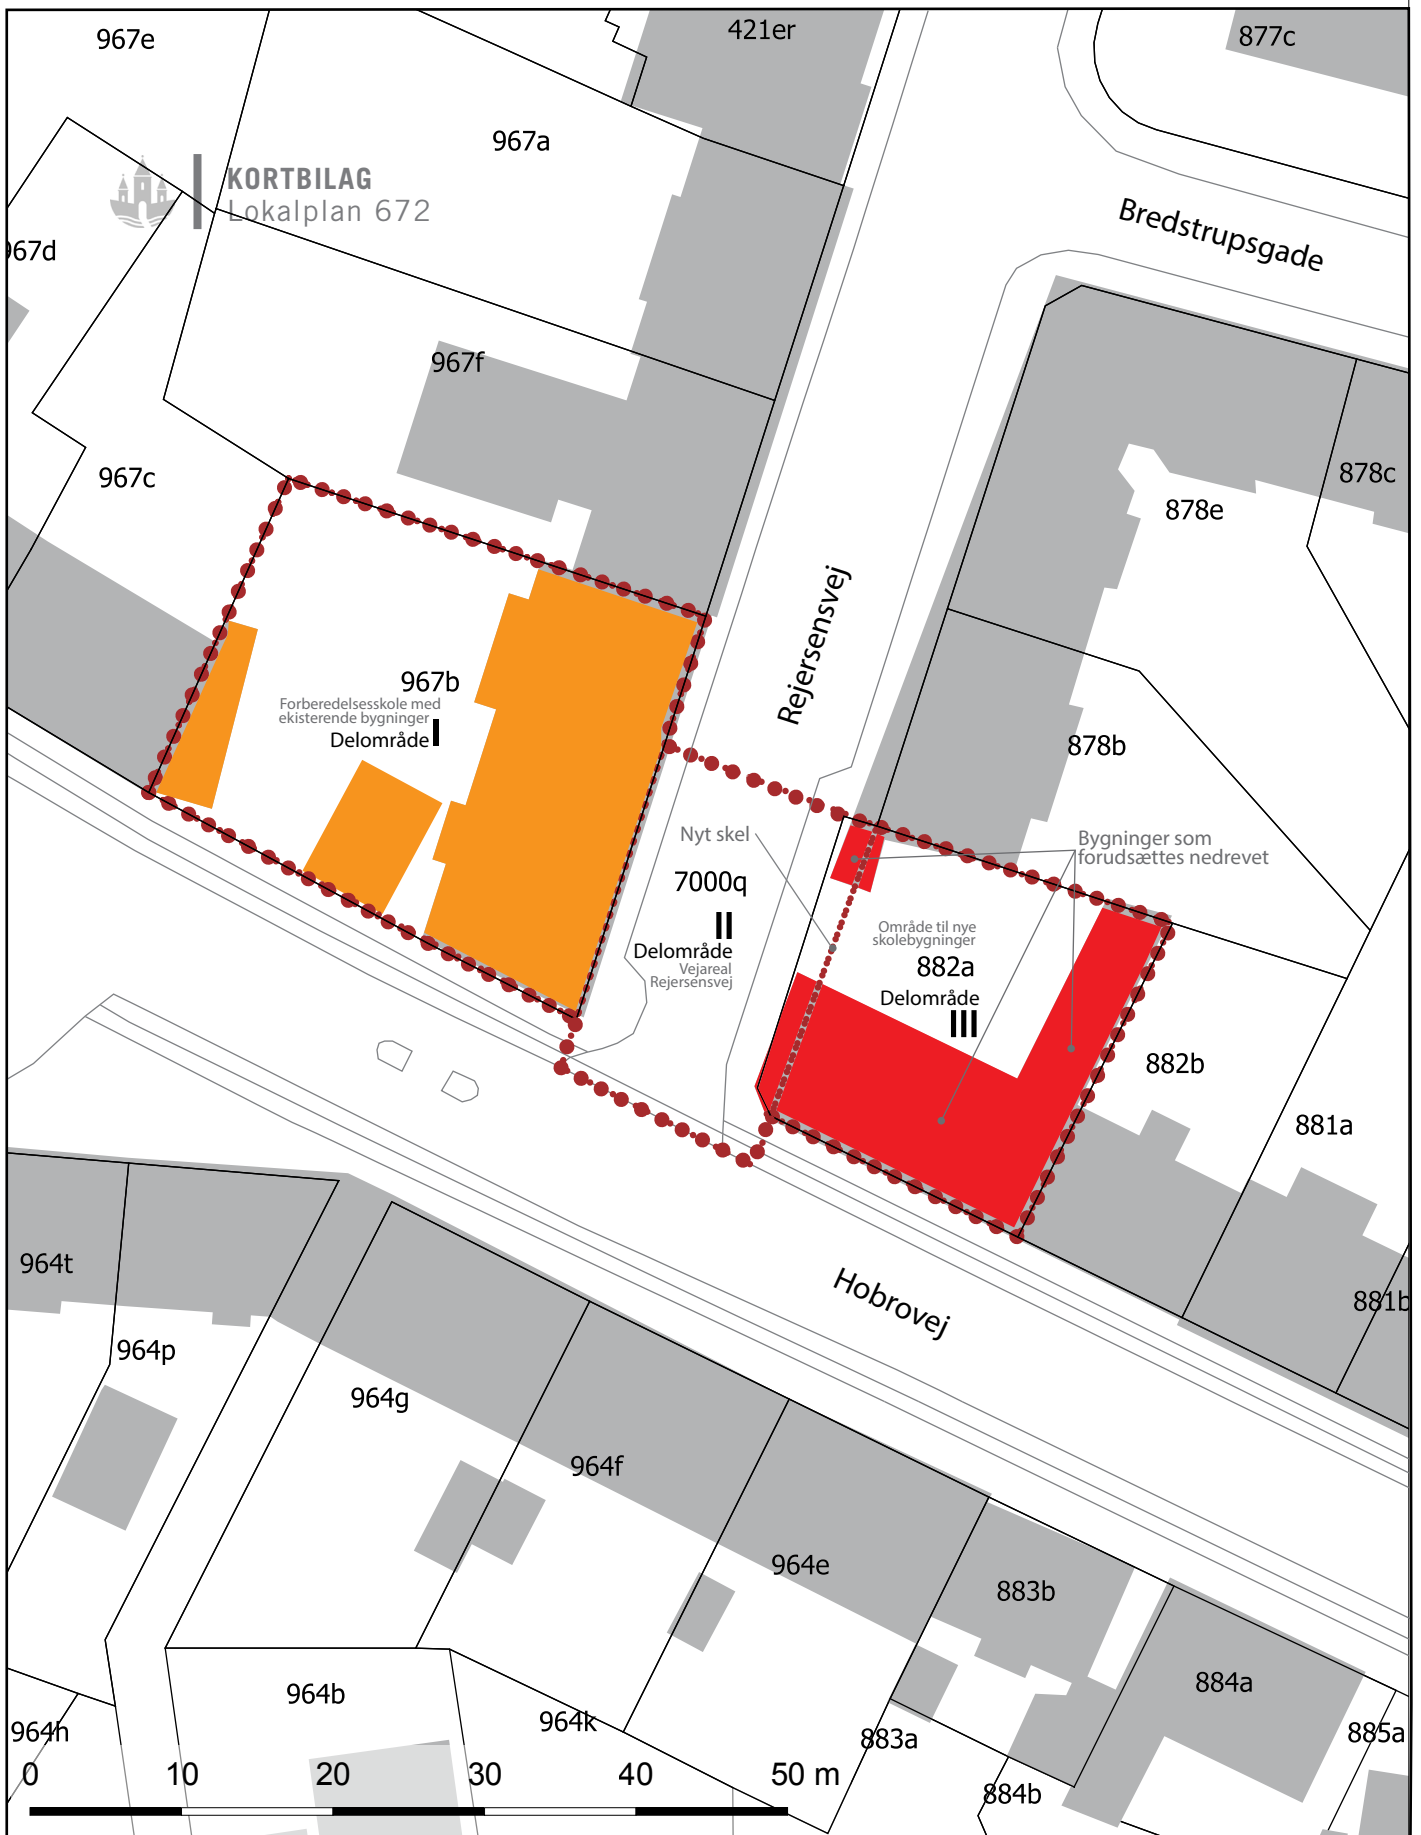 967e
421er
877c
967a
KORTBILAG
Lokalplan 672
Bredstrupsgade
967d
967f
967c
878c
878e
Rejersensvej
967b
Forberedelsesskole med
ekisterende bygninger
Delområde I
878b
Nyt skel
Bygninger som
forudsættes nedrevet
7000q
II
Delområde
Vejareal
Rejersensvej
Område til nye
skolebygninger
882a
Delområde
III
882b
881a
964t
Hobrovej
881b
964p
964g
964f
964e
883b
884a
964b
964h
964k
883a
885a
884b
0 10 20 30 40 50 m